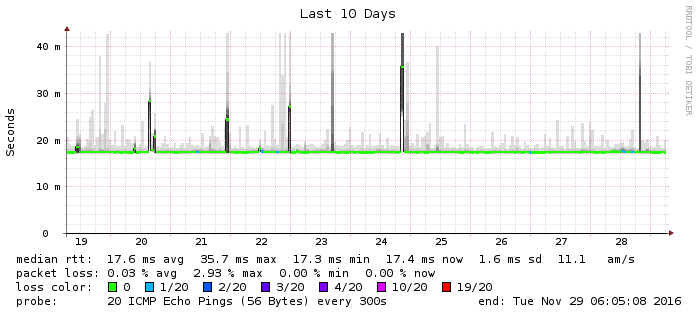 Last 10 Days
RRDTOOL / TOBI OETIKER
Seconds
40 m
30 m
20 m
10 m
0
19 20 21 22 23 24 25 26 27 28
median rtt: 17.6 ms avg 35.7 ms max 17.3 ms min 17.4 ms now 1.6 ms sd 11.1 am/s
packet loss: 0.03 % avg 2.93 % max 0.00 % min 0.00 % now
loss color: 0 1/20 2/20 3/20 4/20 10/20 19/20
probe: 20 ICMP Echo Pings (56 Bytes) every 300s end: Tue Nov 29 06:05:08 2016